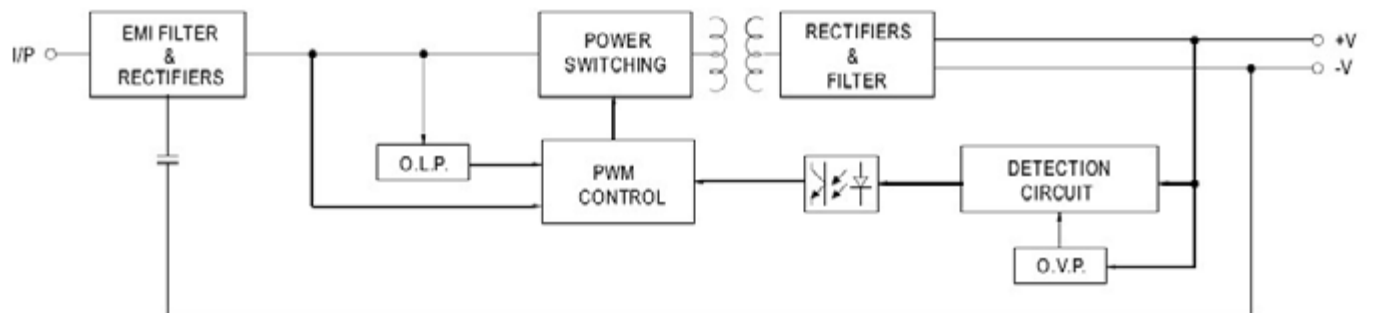 I/P
EMI FILTER
&
RECTIFIERS
POWER
SWITCHING
RECTIFIERS
&
FILTER
+V
-V
O.L.P.
PWM
CONTROL
DETECTION
CIRCUIT
O.V.P.